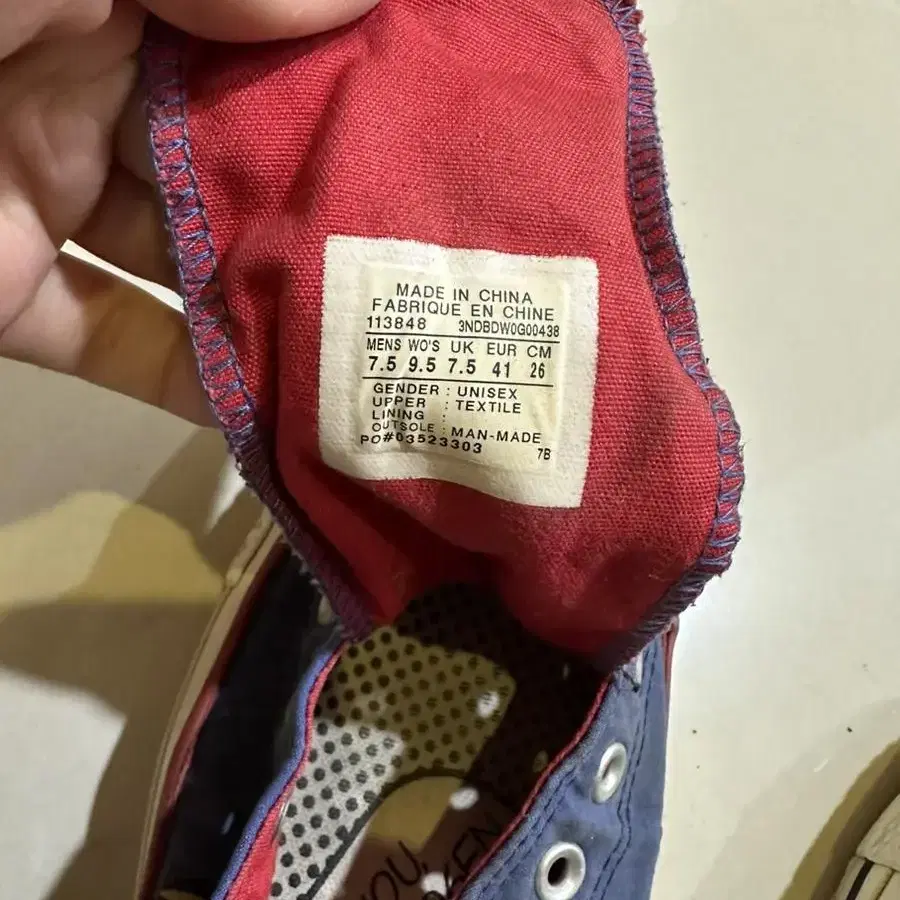 MADE IN CHINA
FABRIQUE EN CHINE
113848 3NDBDW0G00438
MENS WO'S UK EUR CM
7.5 9.5 7.5 41 26
GENDER : UNISEX
UPPER : TEXTILE
LINING :
OUTSOLE : MAN-MADE
PO#03523303 7B